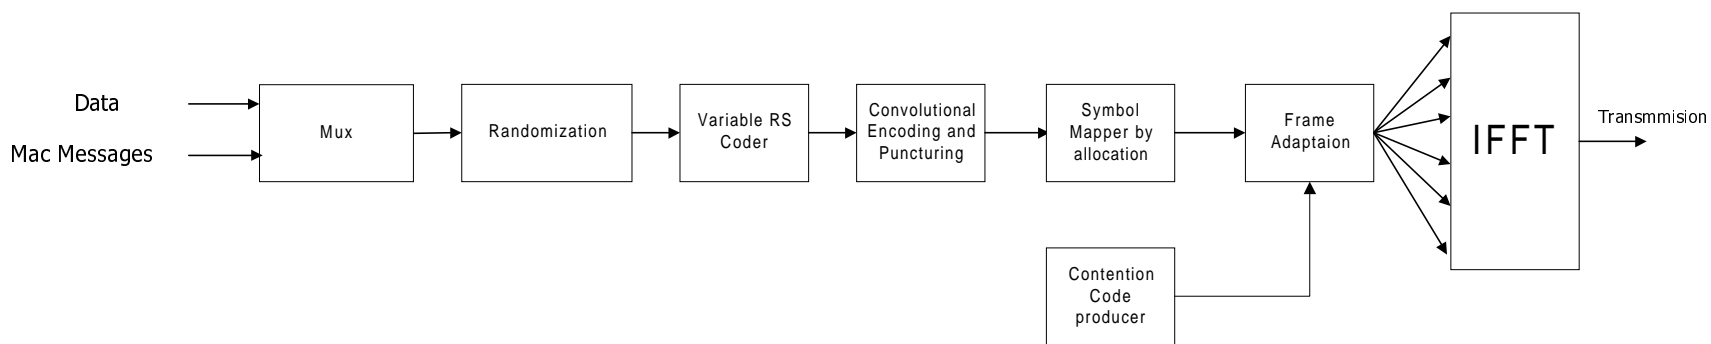 Data
Mac Messages
Mux
Randomization
Variable RS
Coder
Convolutional
Encoding and
Puncturing
Symbol
Mapper by
allocation
Frame
Adaptaion
IFFT
Transmmision
Contention
Code
producer